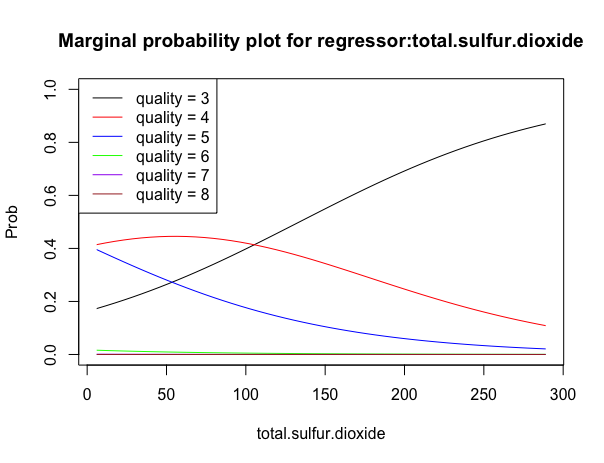 Marginal probability plot for regressor:total.sulfur.dioxide
quality = 3
quality = 4
quality = 5
quality = 6
quality = 7
quality = 8
Prob
1.0
0.8
0.6
0.4
0.2
0.0
0 50 100 150 200 250 300
total.sulfur.dioxide